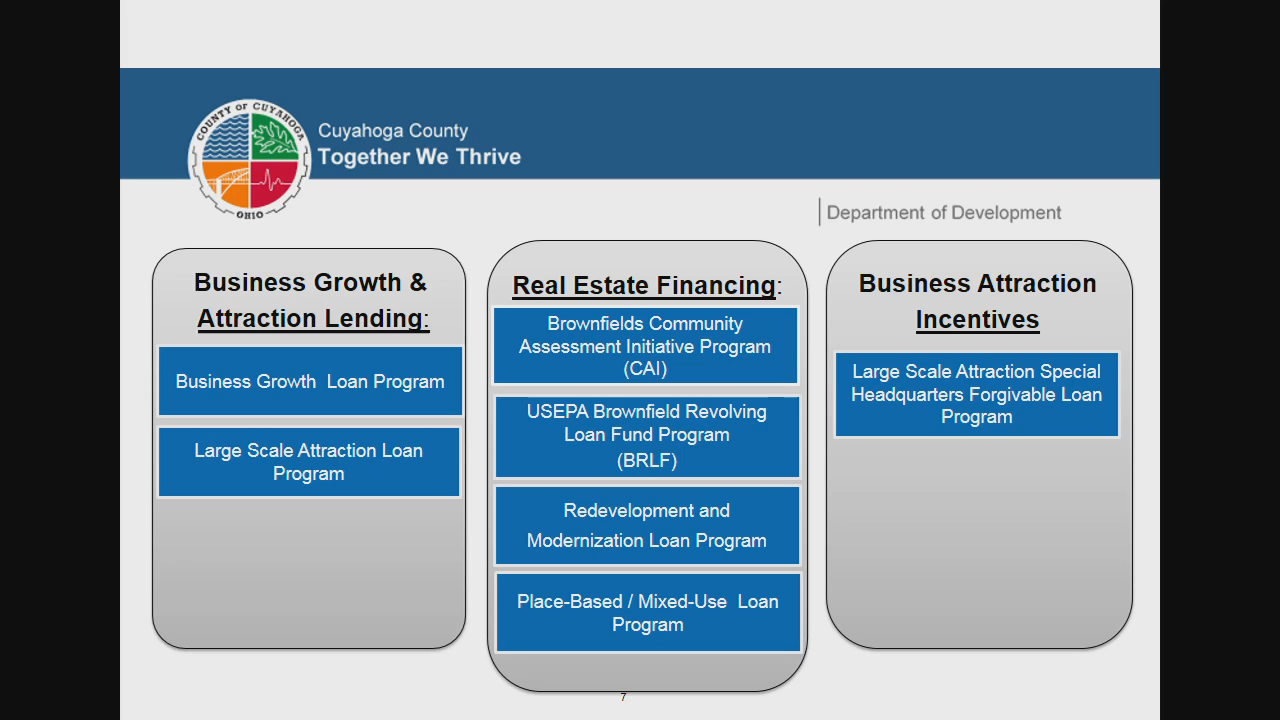 COUNTY OF CUYAHOGA
OHIO
Cuyahoga County
Together We Thrive
Department of Development
Business Growth &
Attraction Lending:
Business Growth  Loan Program
Large Scale Attraction Loan
Program
Real Estate Financing:
Brownfields Community
Assessment Initiative Program
(CAI)
USEPA Brownfield Revolving
Loan Fund Program
(BRLF)
Redevelopment and
Modernization Loan Program
Place-Based / Mixed-Use  Loan
Program
Business Attraction
Incentives
Large Scale Attraction Special
Headquarters Forgivable Loan
Program
7